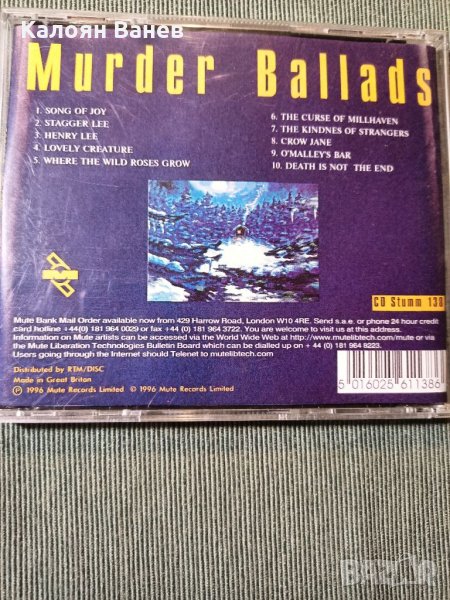 Калоян Ванев
Murder Ballads
1. SONG OF JOY
2. STAGGER LEE
3. HENRY LEE
4. LOVELY CREATURE
5. WHERE THE WILD ROSES GROW
6. THE CURSE OF MILLHAVEN
7. THE KINDNES OF STRANGERS
8. CROW JANE
9. O'MALLEY'S BAR
10. DEATH IS NOT THE END
MUTE
CD Stumm 138
Mute Bank Mail Order available now from 429 Harrow Road, London W10 4RE. Send s.a.e. or phone 24 hour credit
card hotline +44(0) 181 964 0029 or fax +44 (0) 181 964 3722. You are welcome to visit us at this address.
Information on Mute artists can be accessed via the World Wide Web at http://www.mutelibtech.com/mute or via
the Mute Liberation Technologies Bulletin Board which can be dialled up on + 44(0) 181 964 8223.
Users going through the Internet should Telnet to mutelibtech.com
Distributed by RTM/DISC
Made in Great Briton
℗ 1996 Mute Records Limited © 1996 Mute Records Limited
5 016025 611386
BAZAR